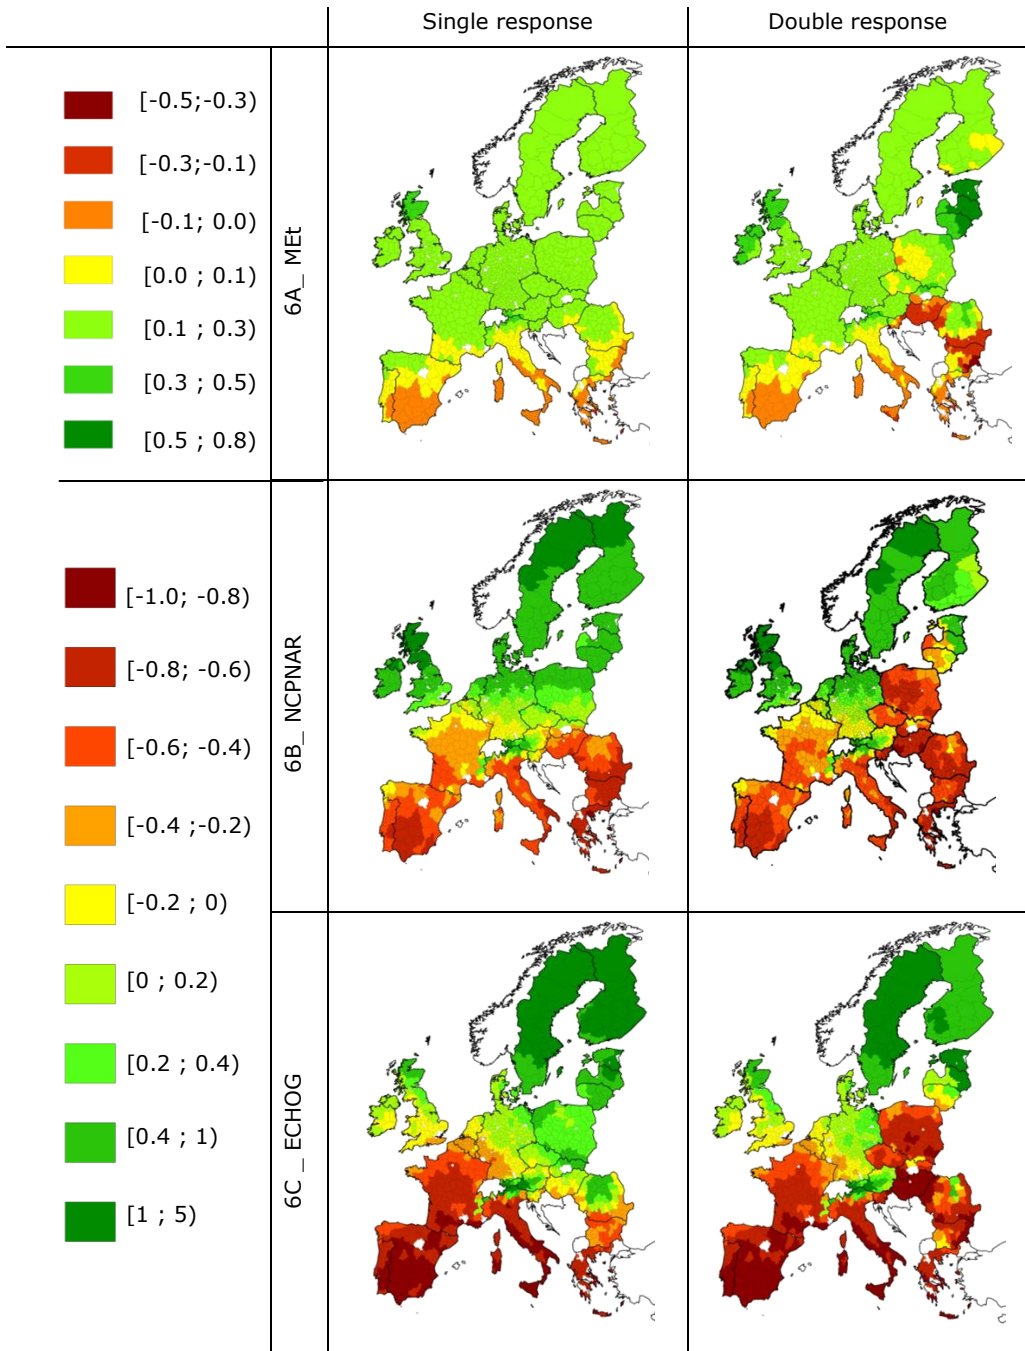 Single response
Double response
[-0.5;-0.3)
[-0.3;-0.1)
[-0.1; 0.0)
[0.0 ; 0.1)
[0.1 ; 0.3)
[0.3 ; 0.5)
[0.5 ; 0.8)
6A_ MEt
[-1.0; -0.8)
[-0.8; -0.6)
[-0.6; -0.4)
[-0.4 ;-0.2)
[-0.2 ; 0)
[0 ; 0.2)
[0.2 ; 0.4)
[0.4 ; 1)
[1 ; 5)
6B_ NCPNAR
6C _ ECHOG